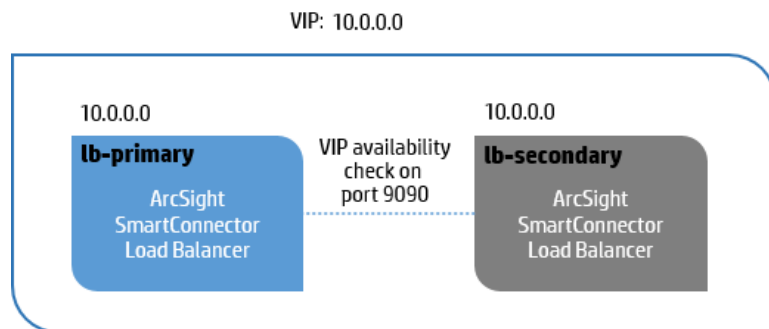 VIP: 10.0.0.0
10.0.0.0
lb-primary
ArcSight
SmartConnector
Load Balancer
VIP availability
check on
port 9090
10.0.0.0
lb-secondary
ArcSight
SmartConnector
Load Balancer